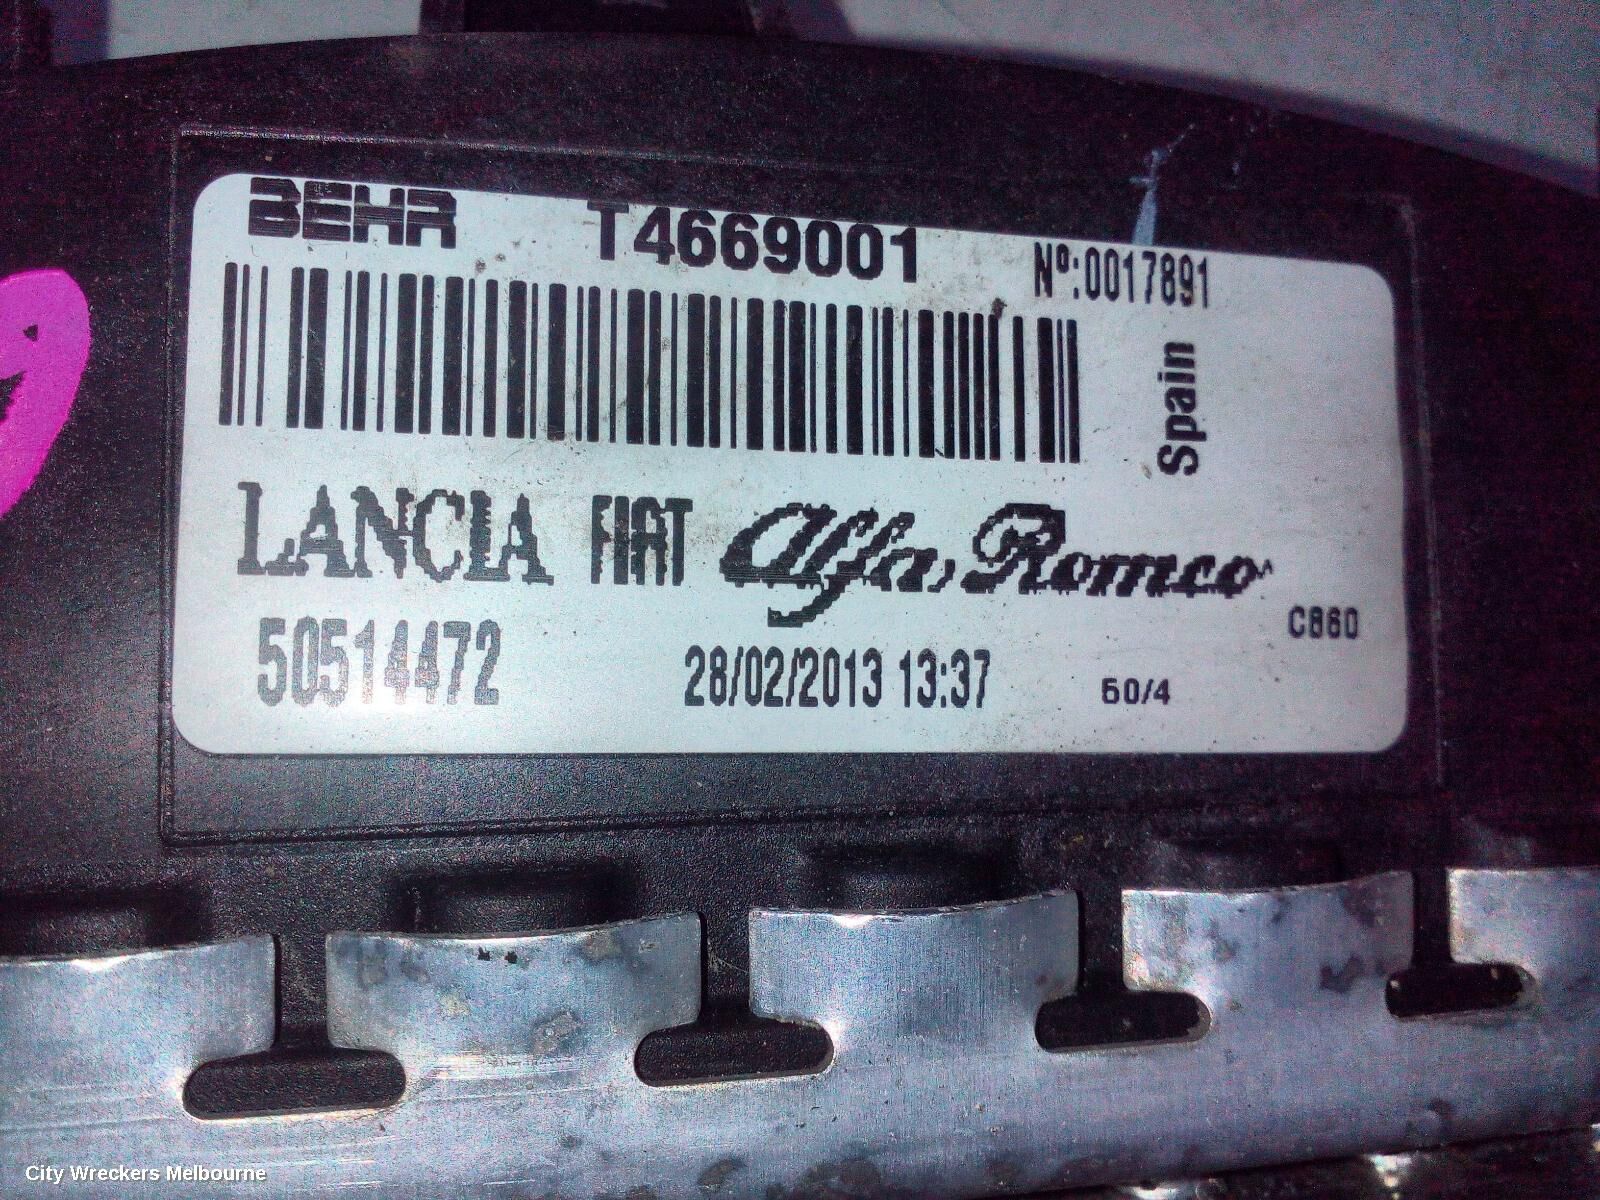 BEHR T4669001 Nº:0017891
Spain
LANCIA FIAT Alfa Romeo
C860
50514472 28/02/2013 13:37 50/4
9
City Wreckers Melbourne